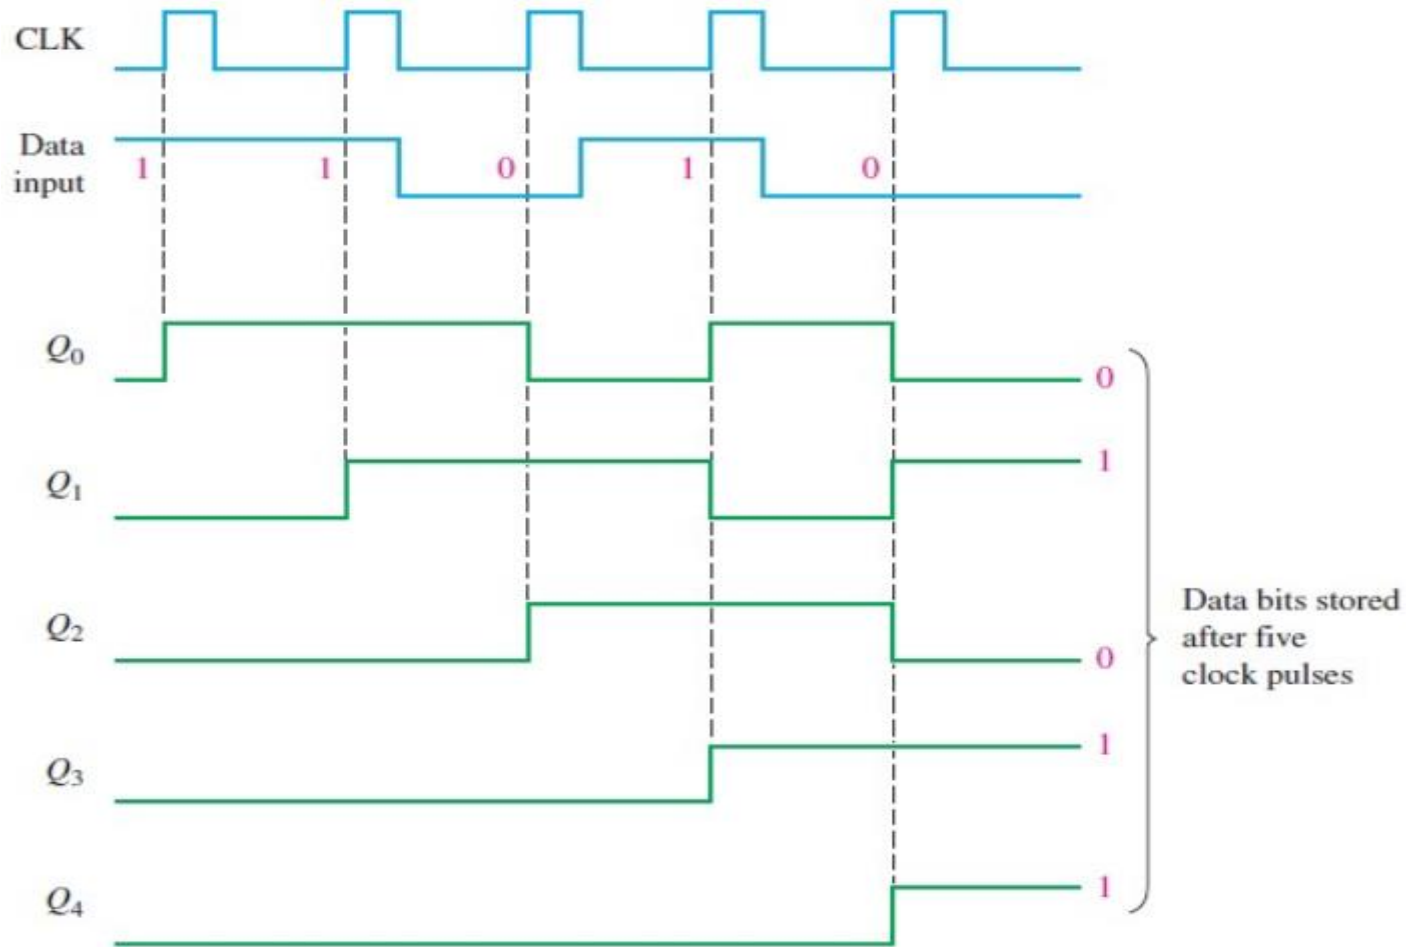 CLK
Data
input
1 1 0 1 0
Q0
0
Q1
1
Q2
0
Q3
1
Q4
1
Data bits stored
after five
clock pulses